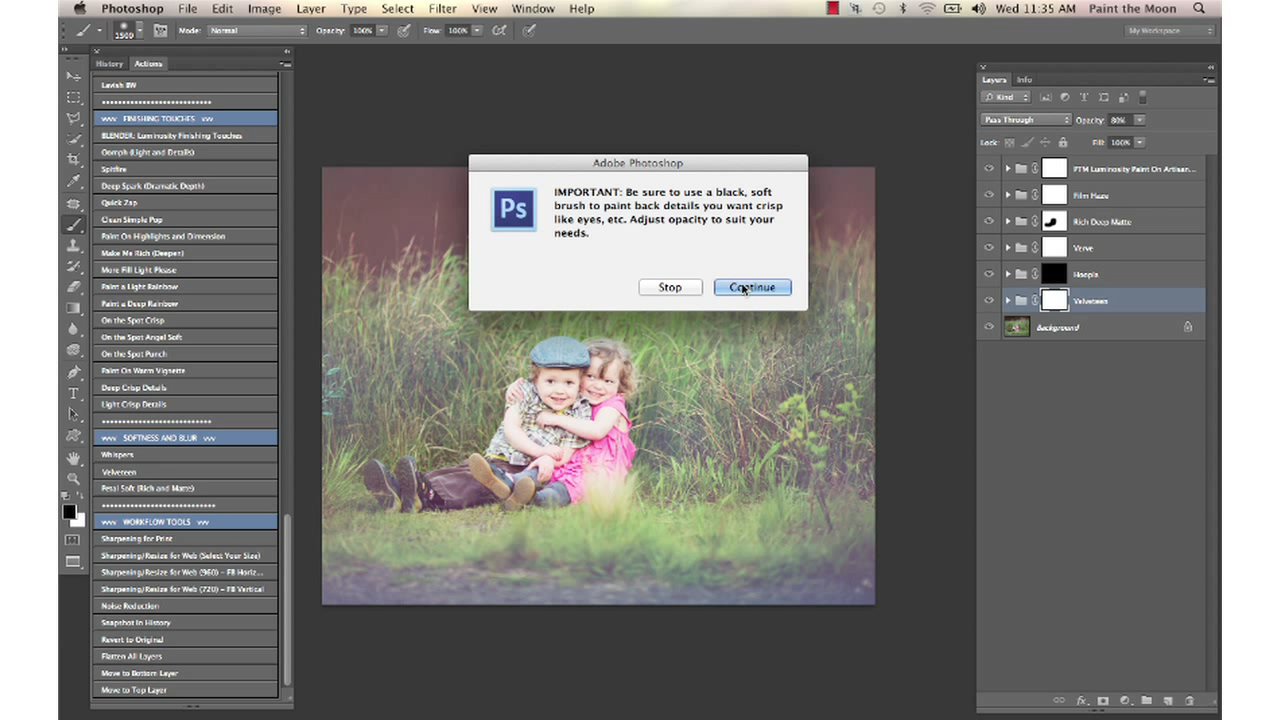 Photoshop File Edit Image Layer Type Select Filter View Window Help Wed 11:35 AM Paint the Moon
1500 Mode: Normal Opacity: 100% Flow: 100% My Workspace
History Actions
Lavish BW
vvvv FINISHING TOUCHES vvv
BLENDER: Luminosity Finishing Touches
Oomph (Light and Details)
Spitfire
Deep Spark (Dramatic Depth)
Quick Zap
Clean Simple Pop
Paint On Highlights and Dimension
Make Me Rich (Deepen)
More Fill Light Please
Paint a Light Rainbow
Paint a Deep Rainbow
On the Spot Crisp
On the Spot Angel Soft
On the Spot Punch
Paint On Warm Vignette
Deep Crisp Details
Light Crisp Details
vvvv SOFTNESS AND BLUR vvv
Whispers
Velveteen
Petal Soft (Rich and Matte)
vvvv WORKFLOW TOOLS vvv
Sharpening for Print
Sharpening/Resize for Web (Select Your Size)
Sharpening/Resize for Web (960) - FB Horiz...
Sharpening/Resize for Web (720) - FB Vertical
Noise Reduction
Snapshot In History
Revert to Original
Flatten All Layers
Move to Bottom Layer
Move to Top Layer
Adobe Photoshop
Ps
IMPORTANT: Be sure to use a black, soft
brush to paint back details you want crisp
like eyes, etc. Adjust opacity to suit your
needs.
Stop Continue
Layers Info
Kind
Pass Through Opacity: 80%
Lock: Fill: 100%
PTM Luminosity Paint On Artisan...
Film Haze
Rich Deep Matte
Verve
Hoopla
Velveteen
Background
fx